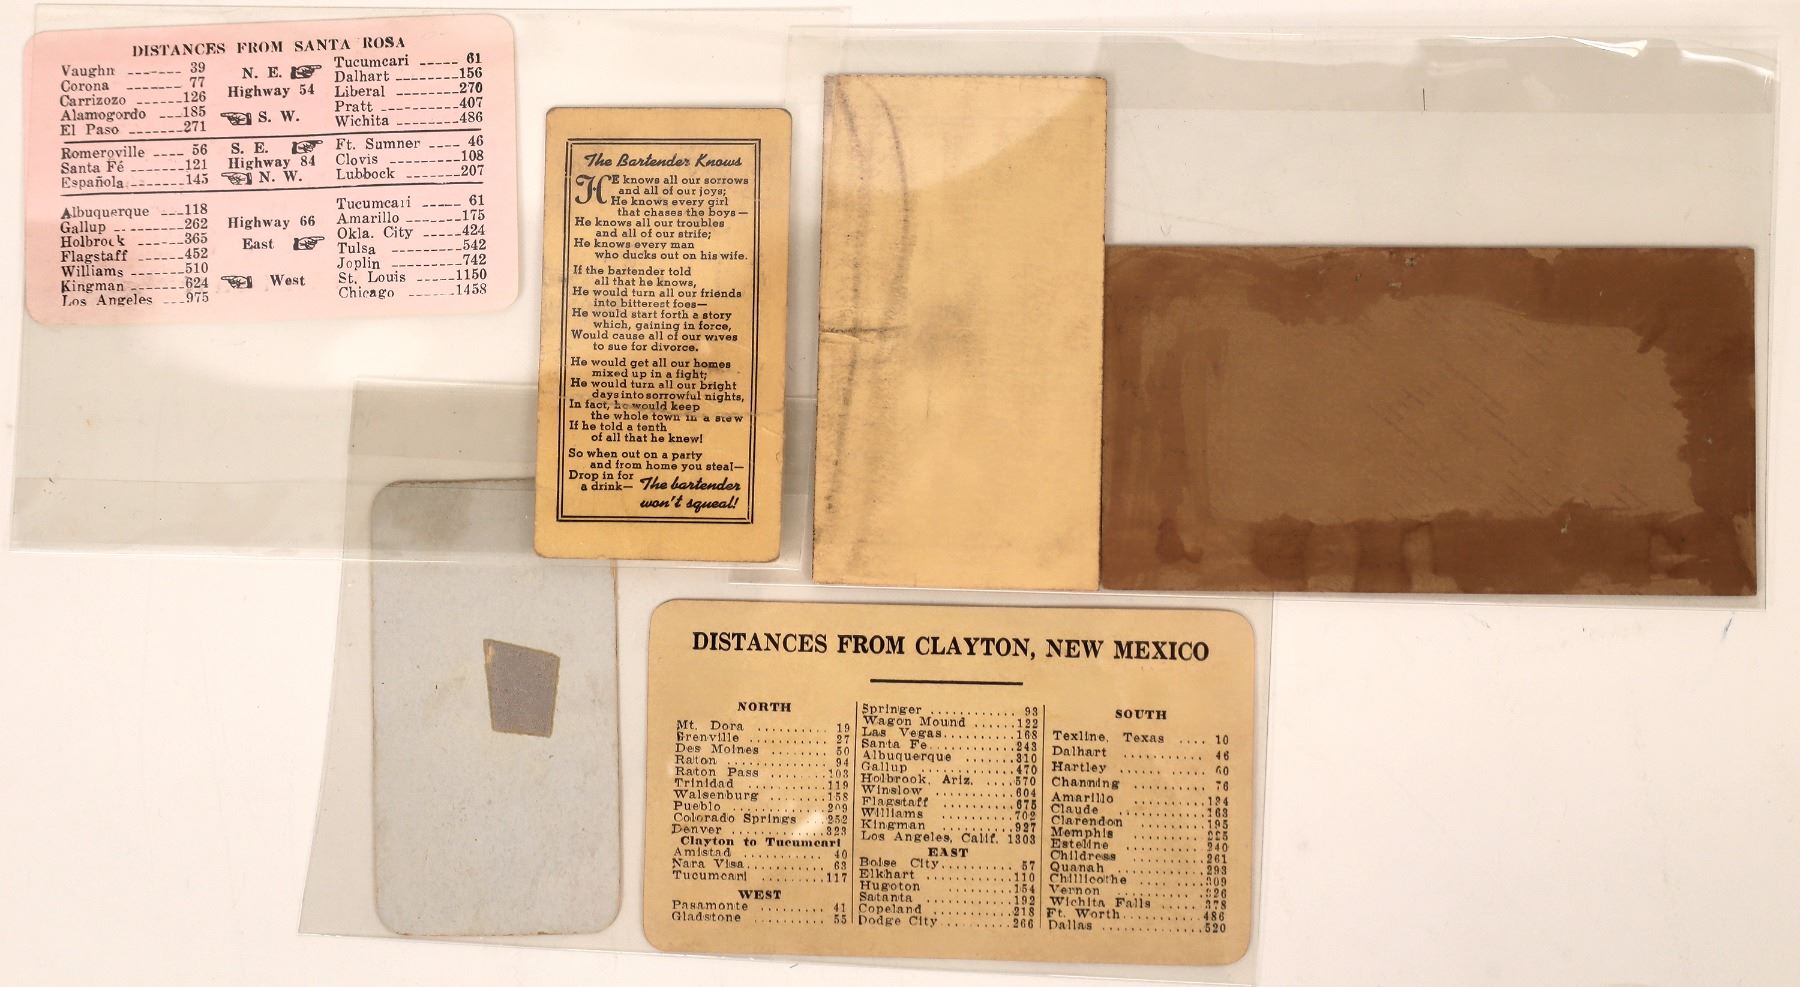 DISTANCES FROM SANTA ROSA
Vaughn ------- 39
Corona ------- 77
Carrizozo ------126
Alamogordo ---185
El Paso -------271
N. E.
Highway 54
S. W.
Tucumcari ----- 61
Dalhart --------156
Liberal --------270
Pratt ----------407
Wichita --------486
Romeroville ---- 56
Santa Fé ------121
Española-------145
S. E.
Highway 84
N. W.
Ft. Sumner ---- 46
Clovis ---------108
Lubbock -------207
Albuquerque ---118
Gallup ---------262
Holbrook ------365
Flagstaff ------452
Williams -------510
Kingman -------624
Los Angeles ---975
Highway 66
East
West
Tucumcari ----- 61
Amarillo -------175
Okla. City -----424
Tulsa ----------542
Joplin ---------742
St. Louis -----1150
Chicago ------1458
The Bartender Knows
HE knows all our sorrows
and all of our joys;
He knows every girl
that chases the boys—
He knows all our troubles
and all of our strife;
He knows every man
who ducks out on his wife.
If the bartender told
all that he knows,
He would turn all our friends
into bitterest foes—
He would start forth a story
which, gaining in force,
Would cause all of our wives
to sue for divorce.
He would get all our homes
mixed up in a fight;
He would turn all our bright
days into sorrowful nights,
In fact, he would keep
the whole town in a stew
If he told a tenth
of all that he knew!
So when out on a party
and from home you steal—
Drop in for
a drink— The bartender
won't squeal!
DISTANCES FROM CLAYTON, NEW MEXICO
NORTH
Mt. Dora .......... 19
Grenville .......... 27
Des Moines ........ 50
Raton ............. 94
Raton Pass ....... 103
Trinidad .......... 119
Walsenburg ....... 158
Pueblo ............ 209
Colorado Springs ... 252
Denver ............ 323
Clayton to Tucumcari
Amistad .......... 40
Nara Visa.......... 63
Tucumcari ........ 117
WEST
Pasamonte ......... 41
Gladstone .......... 55
Springer ........... 93
Wagon Mound ...... 122
Las Vegas.......... 168
Santa Fe............ 243
Albuquerque ....... 310
Gallup ............ 470
Holbrook, Ariz. .... 570
Winslow .......... 604
Flagstaff .......... 675
Williams .......... 702
Kingman .......... 927
Los Angeles, Calif. 1303
EAST
Boise City.......... 57
Elkhart ........... 110
Hugoton .......... 154
Satanta ........... 192
Copeland .......... 218
Dodge City......... 266
SOUTH
Texline, Texas .... 10
Dalhart .......... 46
Hartley .......... 60
Channing ......... 76
Amarillo ......... 134
Claude ........... 163
Clarendon ........ 195
Memphis ......... 225
Estelline ......... 240
Childress ......... 261
Quanah .......... 293
Chillicothe ....... 309
Vernon .......... 326
Wichita Falls ..... 378
Ft. Worth......... 486
Dallas ............ 520